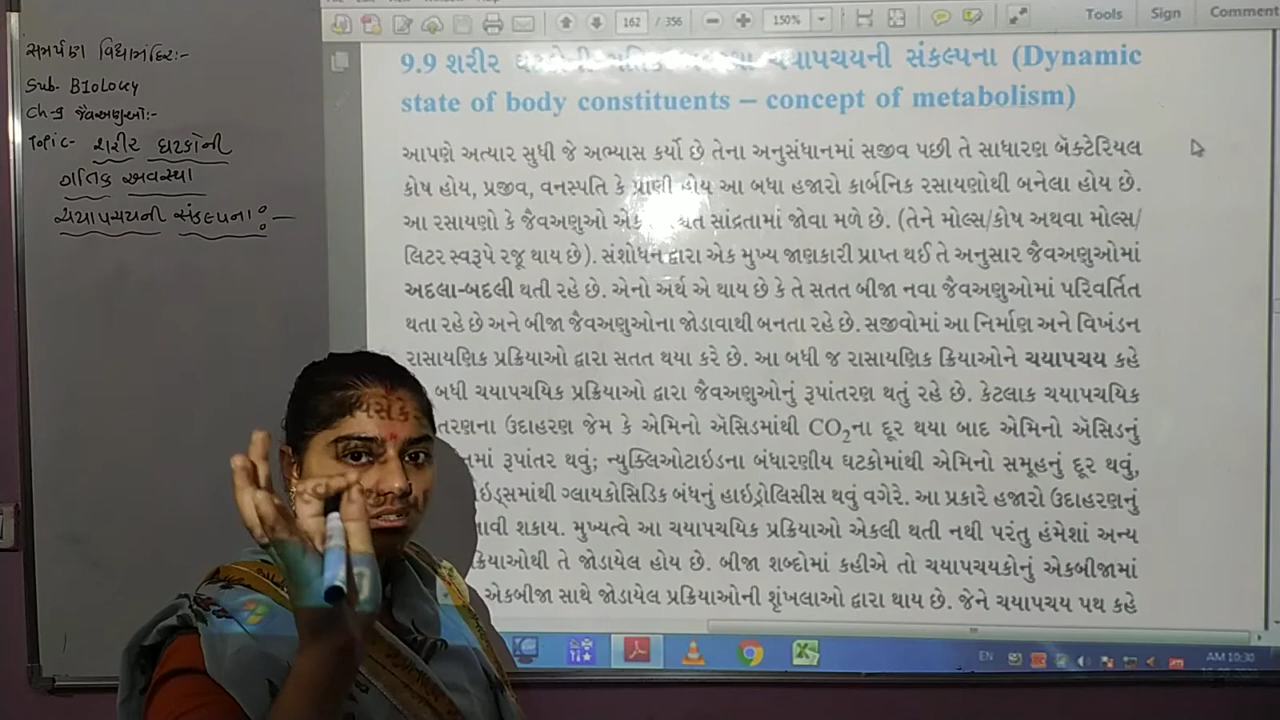 સમર્પણ વિદ્યામંદિર:-
Sub- BIology
Ch-9 જૈવઅણુઓ:-
Topic- શરીર ઘટકોની
ગતિક અવસ્થા
ચયાપચયની સંકલ્પના:-
162 / 356
150%
Tools Sign Comment
9.9 શરીર ચયાપચયની સંકલ્પના (Dynamic
state of body constituents – concept of metabolism)
આપણે અત્યાર સુધી જે અભ્યાસ કર્યો છે તેના અનુસંધાનમાં સજીવ પછી તે સાધારણ બૅક્ટેરિયલ
કોષ હોય, પ્રજીવ, વનસ્પતિ કે પ્રાણી હોય આ બધા હજારો કાર્બનિક રસાયણોથી બનેલા હોય છે.
આ રસાયણો કે જૈવઅણુઓ સાંદ્રતામાં જોવા મળે છે. (તેને મોલ્સ/કોષ અથવા મોલ્સ/
લિટર સ્વરૂપે રજૂ થાય છે). સંશોધન દ્વારા એક મુખ્ય જાણકારી પ્રાપ્ત થઈ તે અનુસાર જૈવઅણુઓમાં
અદલા-બદલી થતી રહે છે. એનો અર્થ એ થાય છે કે તે સતત બીજા નવા જૈવઅણુઓમાં પરિવર્તિત
થતા રહે છે અને બીજા જૈવઅણુઓના જોડાવાથી બનતા રહે છે. સજીવોમાં આ નિર્માણ અને વિખંડન
રાસાયણિક પ્રક્રિયાઓ દ્વારા સતત થયા કરે છે. આ બધી જ રાસાયણિક ક્રિયાઓને ચયાપચય કહે
બધી ચયાપચયિક પ્રક્રિયાઓ દ્વારા જૈવઅણુઓનું રૂપાંતરણ થતું રહે છે. કેટલાક ચયાપચયિક
તરણના ઉદાહરણ જેમ કે એમિનો ઍસિડમાંથી CO₂ના દૂર થયા બાદ એમિનો ઍસિડનું
નમાં રૂપાંતર થવું; ન્યુક્લિઓટાઇડના બંધારણીય ઘટકોમાંથી એમિનો સમૂહનું દૂર થવું,
ઇડ્સમાંથી ગ્લાયકોસિડિક બંધનું હાઇડ્રોલિસીસ થવું વગેરે. આ પ્રકારે હજારો ઉદાહરણનું
આવી શકાય. મુખ્યત્વે આ ચયાપચયિક પ્રક્રિયાઓ એકલી થતી નથી પરંતુ હંમેશાં અન્ય
ક્રિયાઓથી તે જોડાયેલ હોય છે. બીજા શબ્દોમાં કહીએ તો ચયાપચયકોનું એકબીજામાં
એકબીજા સાથે જોડાયેલ પ્રક્રિયાઓની શૃંખલાઓ દ્વારા થાય છે. જેને ચયાપચય પથ કહે
EN AM 10:30